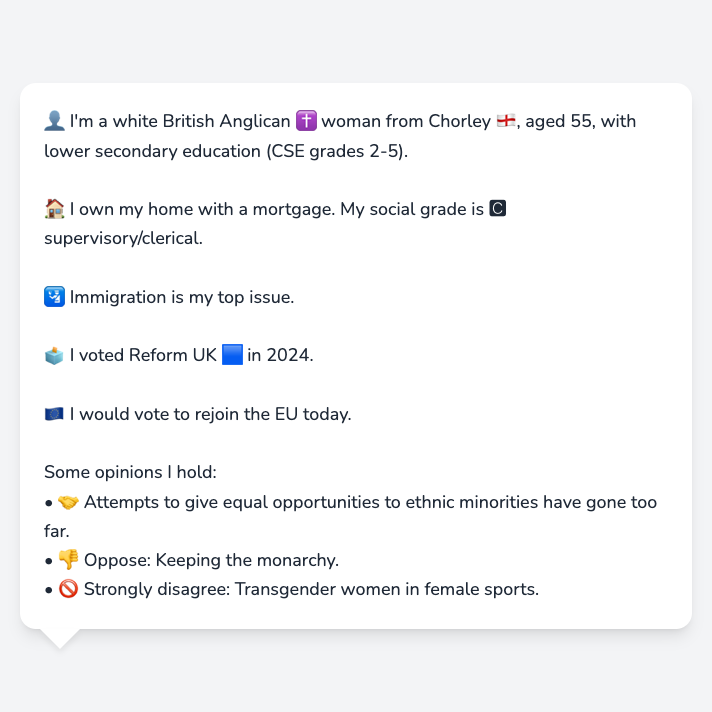 👤 I'm a white British Anglican ✝️ woman from Chorley 🏴󠁧󠁢󠁥󠁮󠁧󠁿, aged 55, with
lower secondary education (CSE grades 2-5).
🏠 I own my home with a mortgage. My social grade is 🅲
supervisory/clerical.
🛂 Immigration is my top issue.
🗳️ I voted Reform UK 🟦 in 2024.
🇪🇺 I would vote to rejoin the EU today.
Some opinions I hold:
• 🤝 Attempts to give equal opportunities to ethnic minorities have gone too
far.
• 👎 Oppose: Keeping the monarchy.
• 🚫 Strongly disagree: Transgender women in female sports.